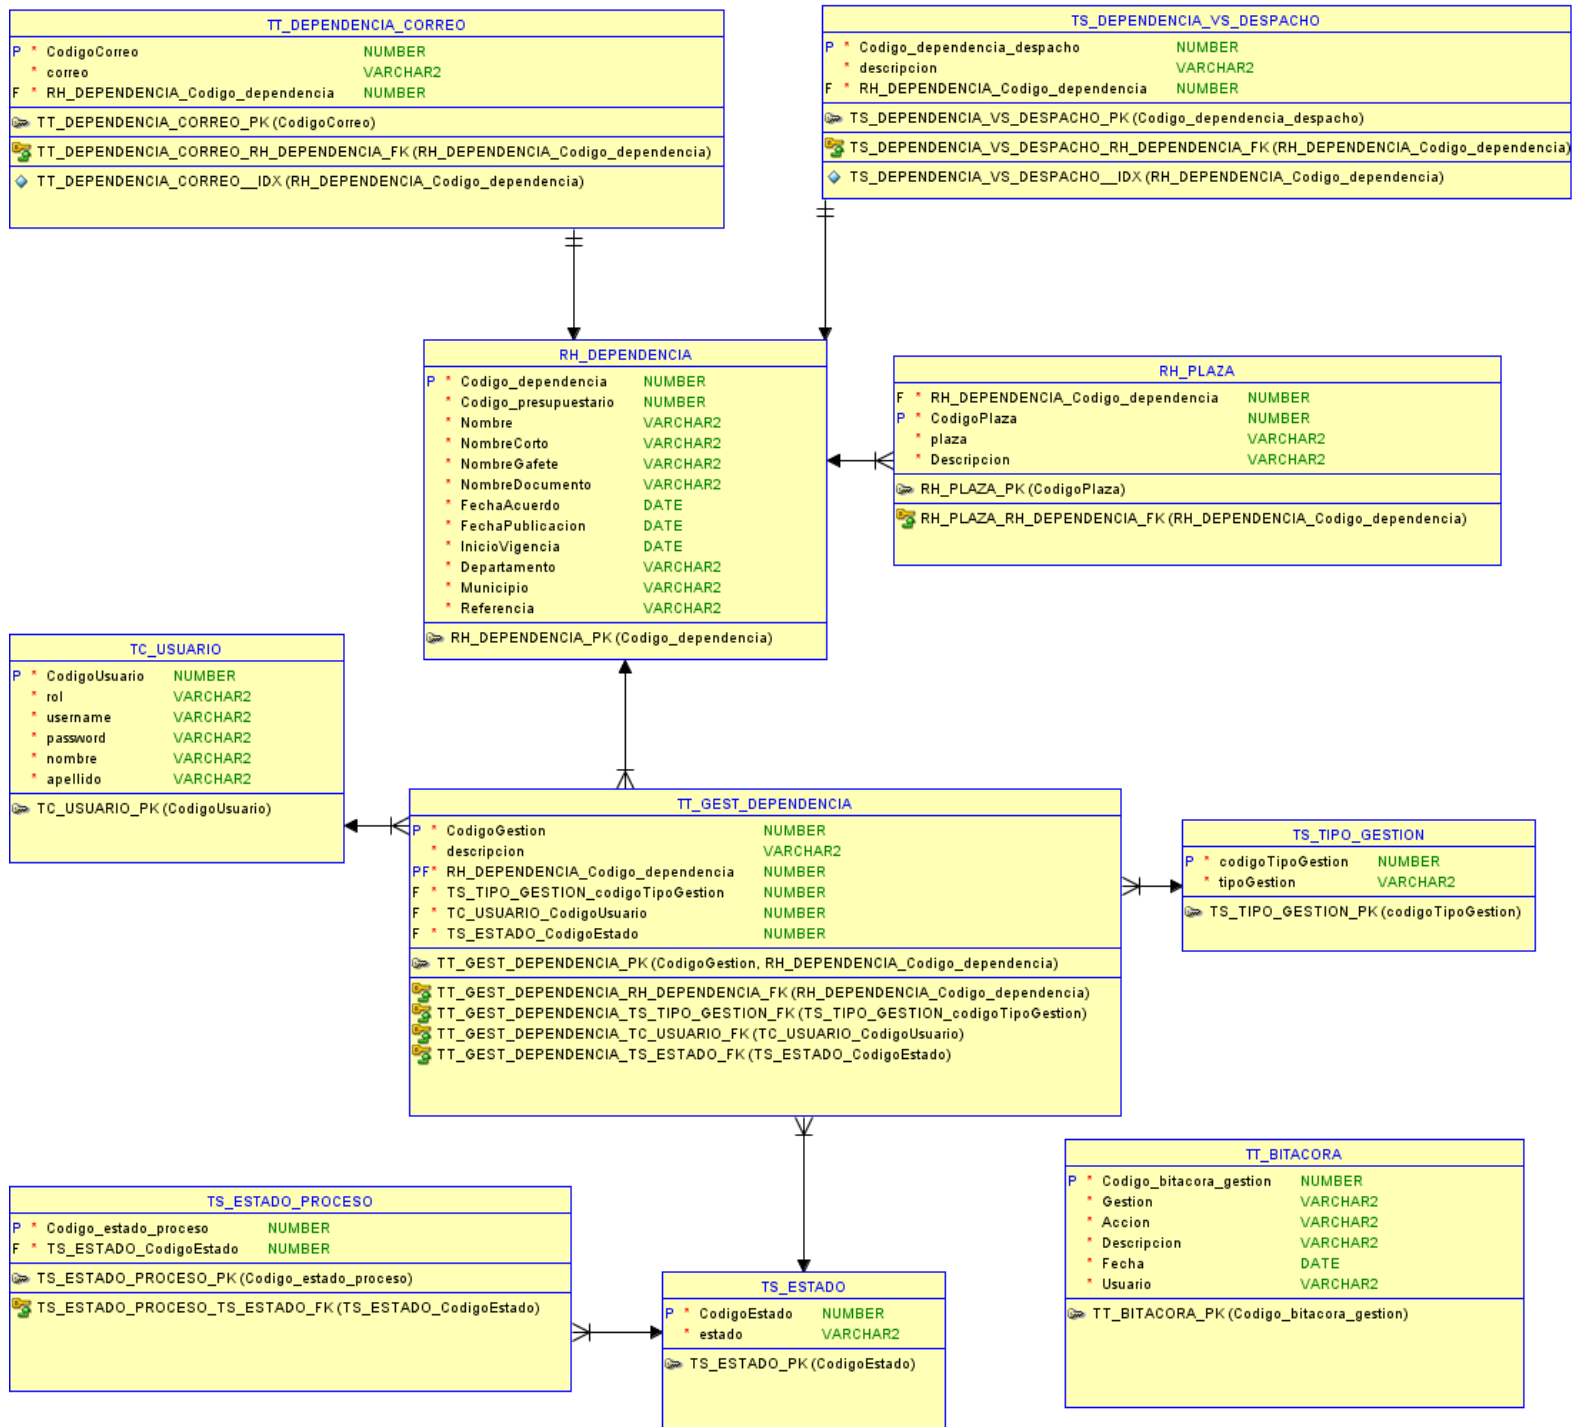 TT_DEPENDENCIA_CORREO
P * CodigoCorreo NUMBER
* correo VARCHAR2
F * RH_DEPENDENCIA_Codigo_dependencia NUMBER
TT_DEPENDENCIA_CORREO_PK (CodigoCorreo)
TT_DEPENDENCIA_CORREO_RH_DEPENDENCIA_FK (RH_DEPENDENCIA_Codigo_dependencia)
TT_DEPENDENCIA_CORREO__IDX (RH_DEPENDENCIA_Codigo_dependencia)
TS_DEPENDENCIA_VS_DESPACHO
P * Codigo_dependencia_despacho NUMBER
* descripcion VARCHAR2
F * RH_DEPENDENCIA_Codigo_dependencia NUMBER
TS_DEPENDENCIA_VS_DESPACHO_PK (Codigo_dependencia_despacho)
TS_DEPENDENCIA_VS_DESPACHO_RH_DEPENDENCIA_FK (RH_DEPENDENCIA_Codigo_dependencia)
TS_DEPENDENCIA_VS_DESPACHO__IDX (RH_DEPENDENCIA_Codigo_dependencia)
RH_DEPENDENCIA
P * Codigo_dependencia NUMBER
* Codigo_presupuestario NUMBER
* Nombre VARCHAR2
* NombreCorto VARCHAR2
* NombreGafete VARCHAR2
* NombreDocumento VARCHAR2
* FechaAcuerdo DATE
* FechaPublicacion DATE
* InicioVigencia DATE
* Departamento VARCHAR2
* Municipio VARCHAR2
* Referencia VARCHAR2
RH_DEPENDENCIA_PK (Codigo_dependencia)
RH_PLAZA
F * RH_DEPENDENCIA_Codigo_dependencia NUMBER
P * CodigoPlaza NUMBER
* plaza VARCHAR2
* Descripcion VARCHAR2
RH_PLAZA_PK (CodigoPlaza)
RH_PLAZA_RH_DEPENDENCIA_FK (RH_DEPENDENCIA_Codigo_dependencia)
TC_USUARIO
P * CodigoUsuario NUMBER
* rol VARCHAR2
* username VARCHAR2
* password VARCHAR2
* nombre VARCHAR2
* apellido VARCHAR2
TC_USUARIO_PK (CodigoUsuario)
TT_GEST_DEPENDENCIA
P * CodigoGestion NUMBER
* descripcion VARCHAR2
PF* RH_DEPENDENCIA_Codigo_dependencia NUMBER
F * TS_TIPO_GESTION_codigoTipoGestion NUMBER
F * TC_USUARIO_CodigoUsuario NUMBER
F * TS_ESTADO_CodigoEstado NUMBER
TT_GEST_DEPENDENCIA_PK (CodigoGestion, RH_DEPENDENCIA_Codigo_dependencia)
TT_GEST_DEPENDENCIA_RH_DEPENDENCIA_FK (RH_DEPENDENCIA_Codigo_dependencia)
TT_GEST_DEPENDENCIA_TS_TIPO_GESTION_FK (TS_TIPO_GESTION_codigoTipoGestion)
TT_GEST_DEPENDENCIA_TC_USUARIO_FK (TC_USUARIO_CodigoUsuario)
TT_GEST_DEPENDENCIA_TS_ESTADO_FK (TS_ESTADO_CodigoEstado)
TS_TIPO_GESTION
P * codigoTipoGestion NUMBER
* tipoGestion VARCHAR2
TS_TIPO_GESTION_PK (codigoTipoGestion)
TS_ESTADO_PROCESO
P * Codigo_estado_proceso NUMBER
F * TS_ESTADO_CodigoEstado NUMBER
TS_ESTADO_PROCESO_PK (Codigo_estado_proceso)
TS_ESTADO_PROCESO_TS_ESTADO_FK (TS_ESTADO_CodigoEstado)
TS_ESTADO
P * CodigoEstado NUMBER
* estado VARCHAR2
TS_ESTADO_PK (CodigoEstado)
TT_BITACORA
P * Codigo_bitacora_gestion NUMBER
* Gestion VARCHAR2
* Accion VARCHAR2
* Descripcion VARCHAR2
* Fecha DATE
* Usuario VARCHAR2
TT_BITACORA_PK (Codigo_bitacora_gestion)